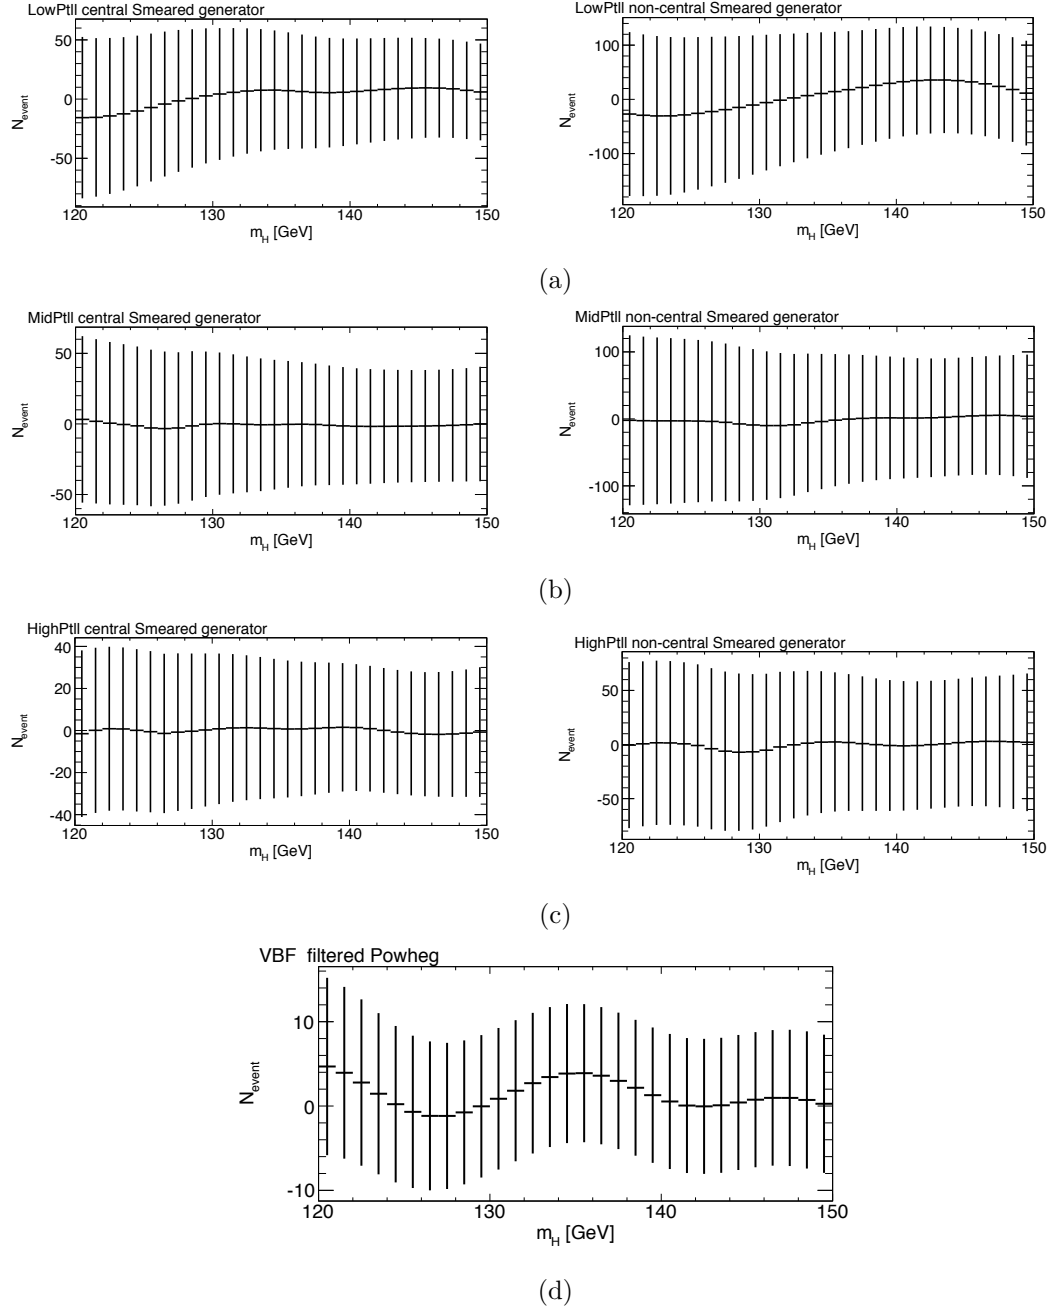 LowPtll central Smeared generator
N_event
50
0
-50
120
130
140
150
m_H [GeV]
LowPtll non-central Smeared generator
N_event
100
0
-100
120
130
140
150
m_H [GeV]
(a)
MidPtll central Smeared generator
N_event
50
0
-50
120
130
140
150
m_H [GeV]
MidPtll non-central Smeared generator
N_event
100
0
-100
120
130
140
150
m_H [GeV]
(b)
HighPtll central Smeared generator
N_event
40
20
0
-20
-40
120
130
140
150
m_H [GeV]
HighPtll non-central Smeared generator
N_event
50
0
-50
120
130
140
150
m_H [GeV]
(c)
VBF filtered Powheg
N_event
10
0
-10
120
130
140
150
m_H [GeV]
(d)